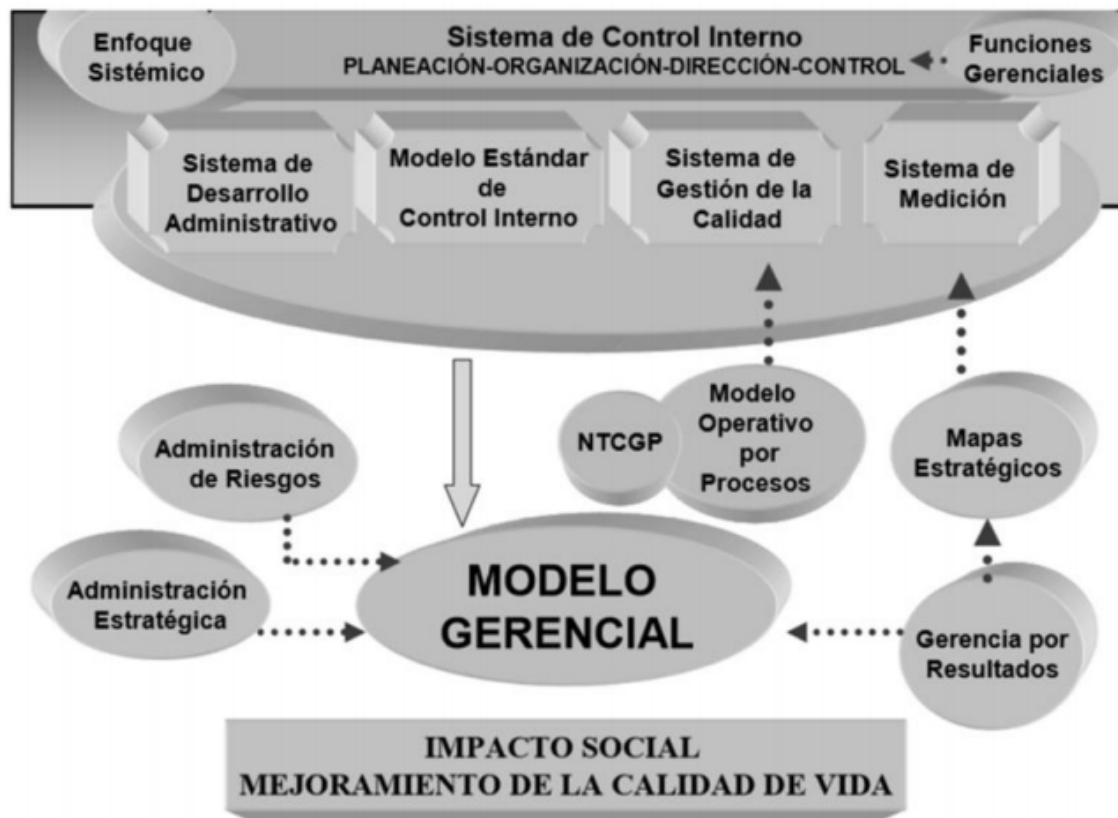 Enfoque
Sistémico
Sistema de Control Interno
PLANEACIÓN-ORGANIZACIÓN-DIRECCIÓN-CONTROL
Funciones
Gerenciales
Sistema de
Desarrollo
Administrativo
Modelo Estándar
de
Control Interno
Sistema de
Gestión de la
Calidad
Sistema de
Medición
Administración
de Riesgos
NTCGP
Modelo
Operativo
por
Procesos
Mapas
Estratégicos
Administración
Estratégica
MODELO
GERENCIAL
Gerencia por
Resultados
IMPACTO SOCIAL
MEJORAMIENTO DE LA CALIDAD DE VIDA